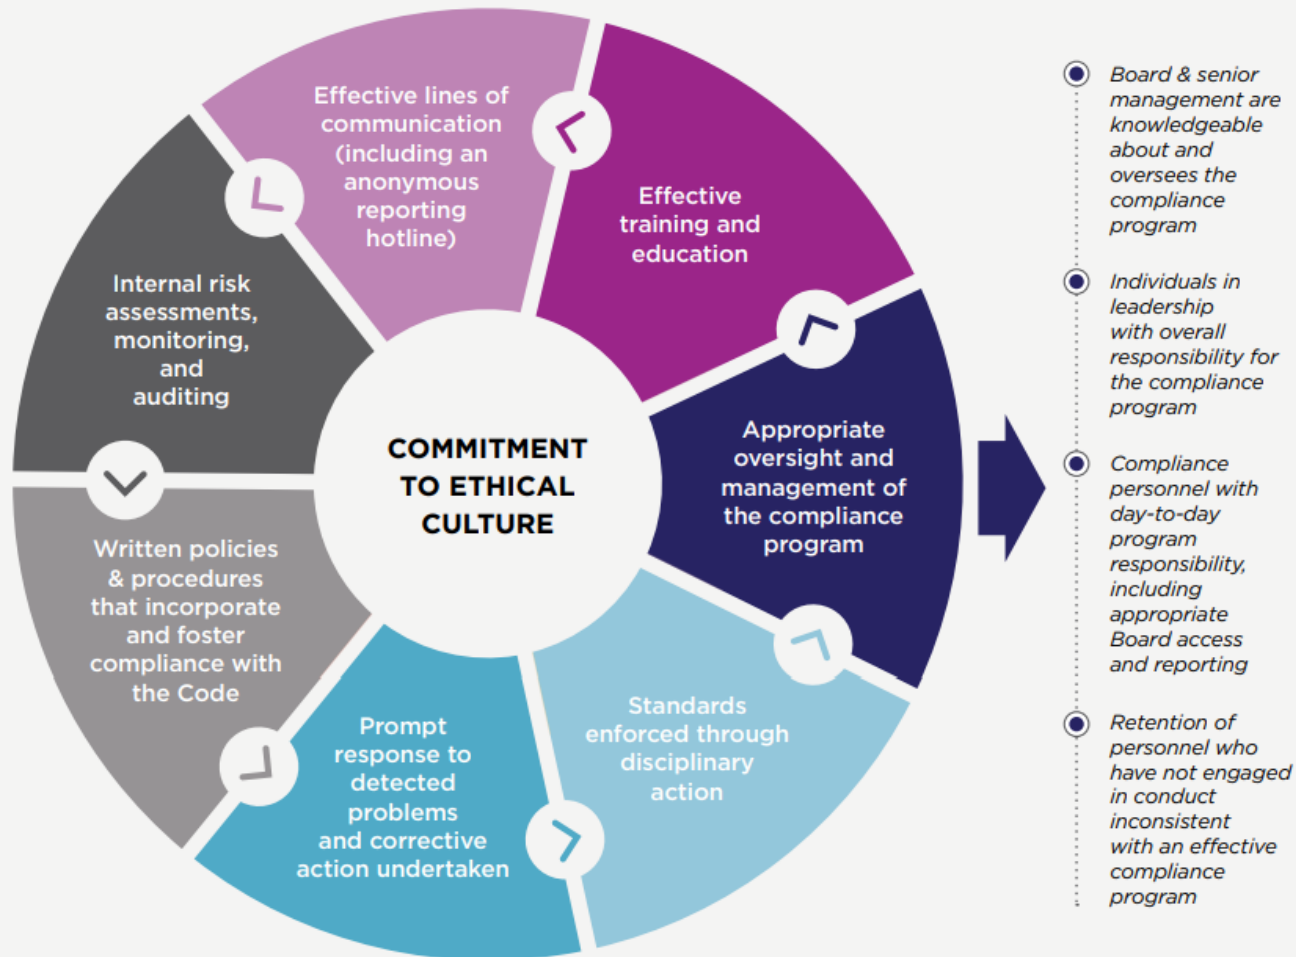 Effective lines of
communication
(including an
anonymous
reporting
hotline)
Effective
training and
education
Internal risk
assessments,
monitoring,
and
auditing
COMMITMENT
TO ETHICAL
CULTURE
Appropriate
oversight and
management of
the compliance
program
Written policies
& procedures
that incorporate
and foster
compliance with
the Code
Prompt
response to
detected
problems
and corrective
action undertaken
Standards
enforced through
disciplinary
action
Board & senior
management are
knowledgeable
about and
oversees the
compliance
program
Individuals in
leadership
with overall
responsibility for
the compliance
program
Compliance
personnel with
day-to-day
program
responsibility,
including
appropriate
Board access
and reporting
Retention of
personnel who
have not engaged
in conduct
inconsistent
with an effective
compliance
program